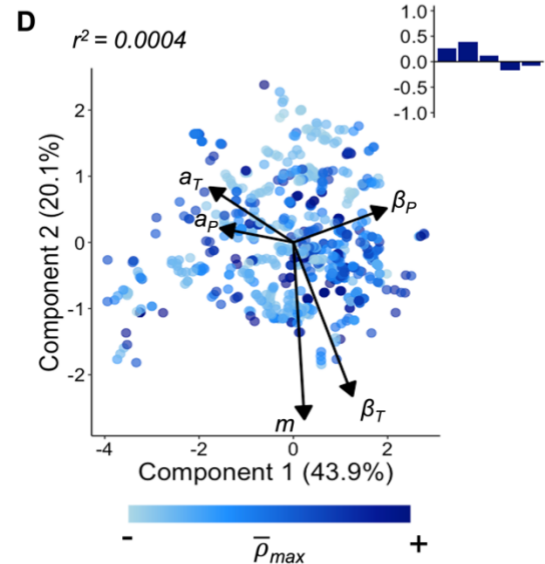 D
r² = 0.0004
1.0
0.5
0.0
-0.5
-1.0
Component 2 (20.1%)
2
1
0
-1
-2
a_T
a_P
β_P
β_T
m
-4
-2
0
2
Component 1 (43.9%)
- ρ̅_max +